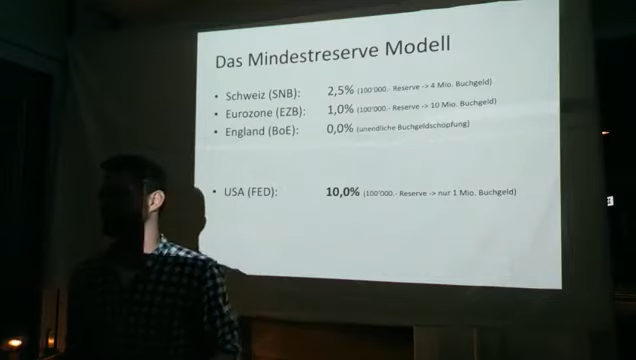 Das Mindestreserve Modell
• Schweiz (SNB): 2,5% (100'000.- Reserve -> 4 Mio. Buchgeld)
• Eurozone (EZB): 1,0% (100'000.- Reserve -> 10 Mio. Buchgeld)
• England (BoE): 0,0% (unendliche Buchgeldschöpfung)
• USA (FED): 10,0% (100'000.- Reserve -> nur 1 Mio. Buchgeld)